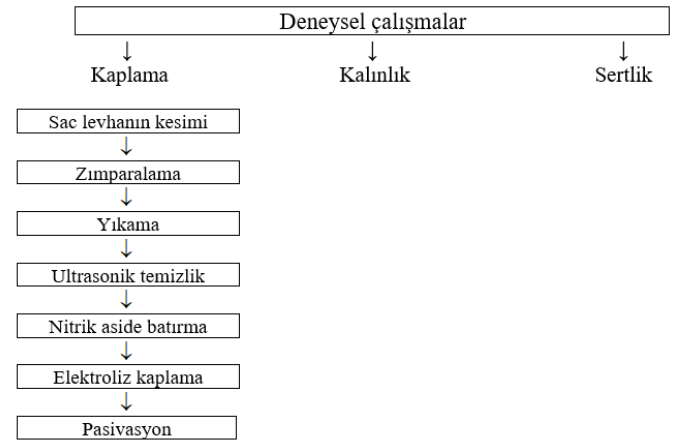 Deneysel çalışmalar
Kaplama Kalınlık Sertlik
Sac levhanın kesimi
Zımparalama
Yıkama
Ultrasonik temizlik
Nitrik aside batırma
Elektroliz kaplama
Pasivasyon